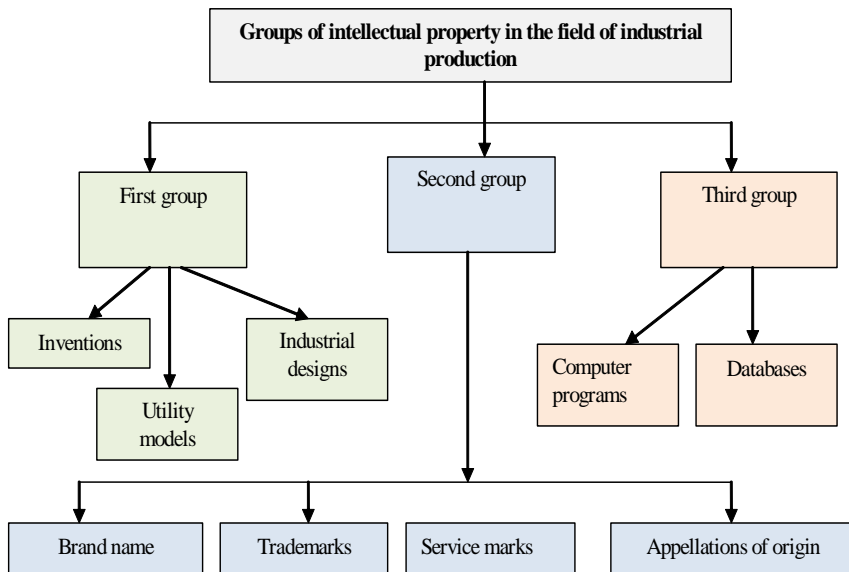 Groups of intellectual property in the field of industrial
production
First group
Second group
Third group
Inventions
Utility
models
Industrial
designs
Computer
programs
Databases
Brand name
Trademarks
Service marks
Appellations of origin